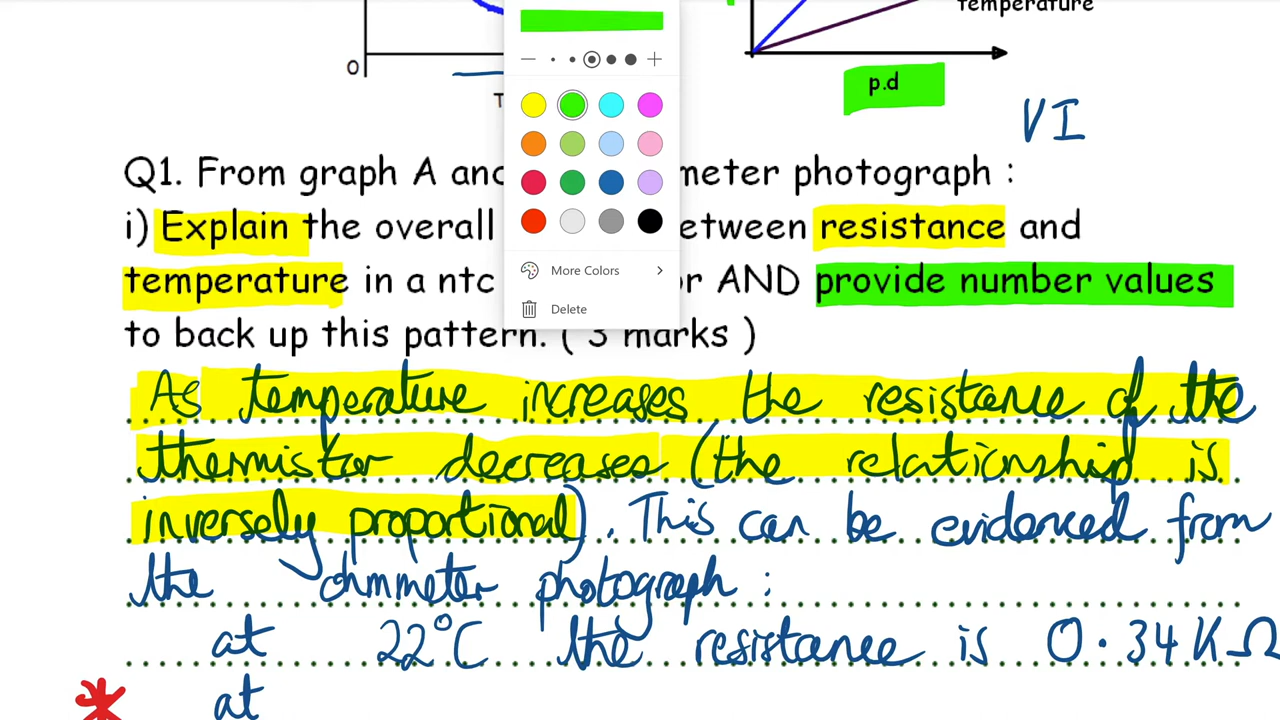 temperature
0
p.d
VI
Q1. From graph A and meter photograph :
i) Explain the overall between resistance and
temperature in a ntc or AND provide number values
to back up this pattern. ( 3 marks )
More Colors
Delete
As temperature increases the resistance of the
thermistor decreases (the relationship is
inversely proportional). This can be evidenced from
the ohmmeter photograph :
at 22°C the resistance is 0.34KΩ
at